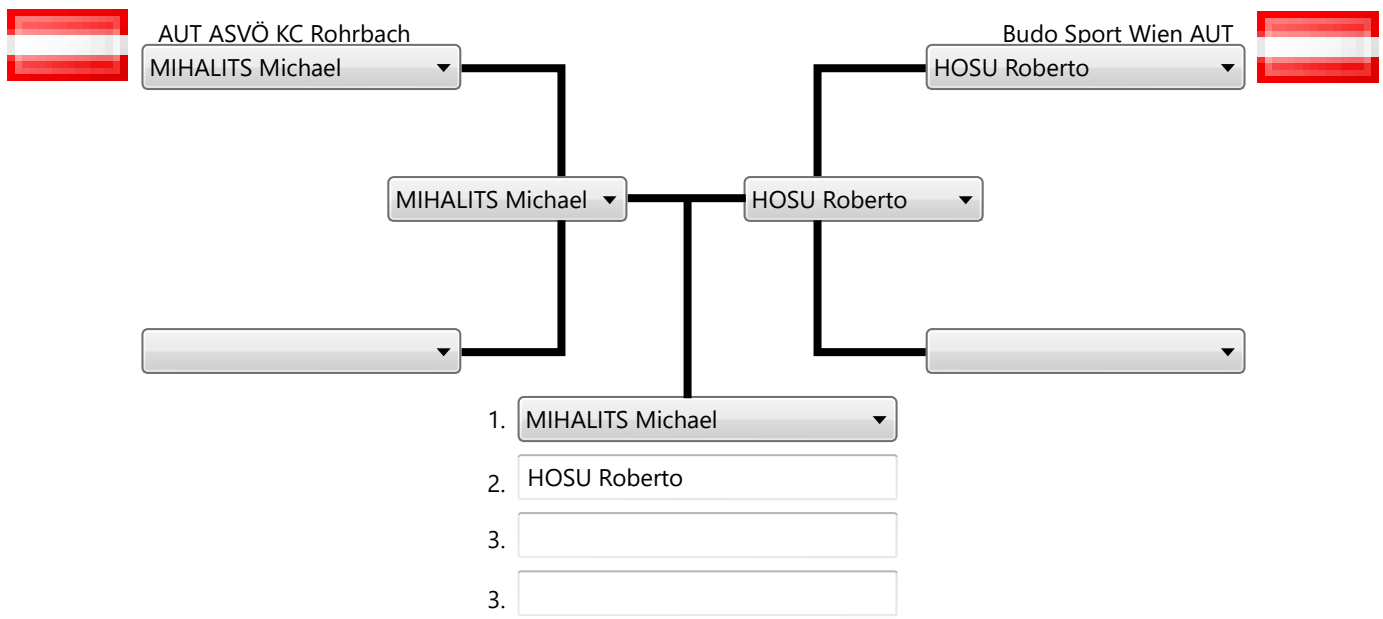 AUT ASVÖ KC Rohrbach
Budo Sport Wien AUT
MIHALITS Michael
HOSU Roberto
MIHALITS Michael
HOSU Roberto
1. MIHALITS Michael
2. HOSU Roberto
3.
3.